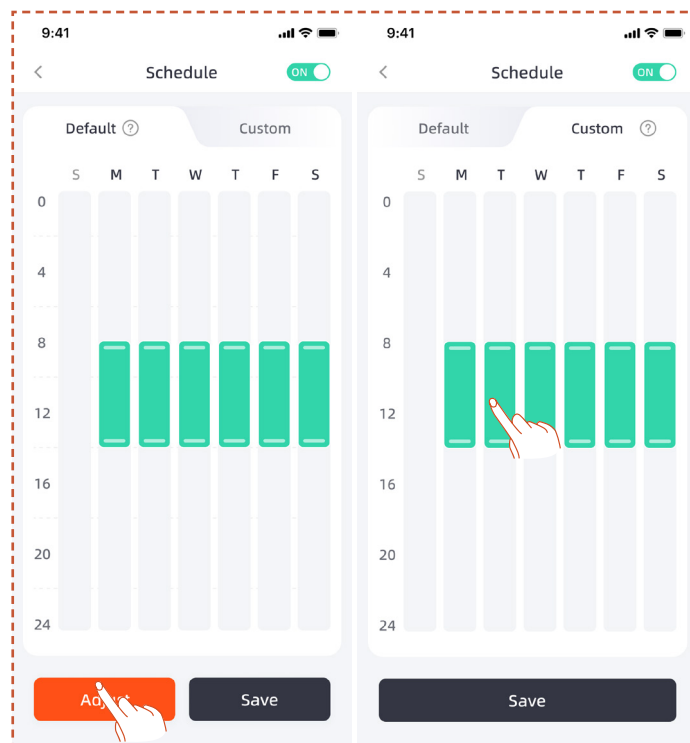 9:41
Schedule
ON
Default ?
Custom
S M T W T F S
0
4
8
12
16
20
24
Save
9:41
Schedule
ON
Default
Custom ?
S M T W T F S
0
4
8
12
16
20
24
Save